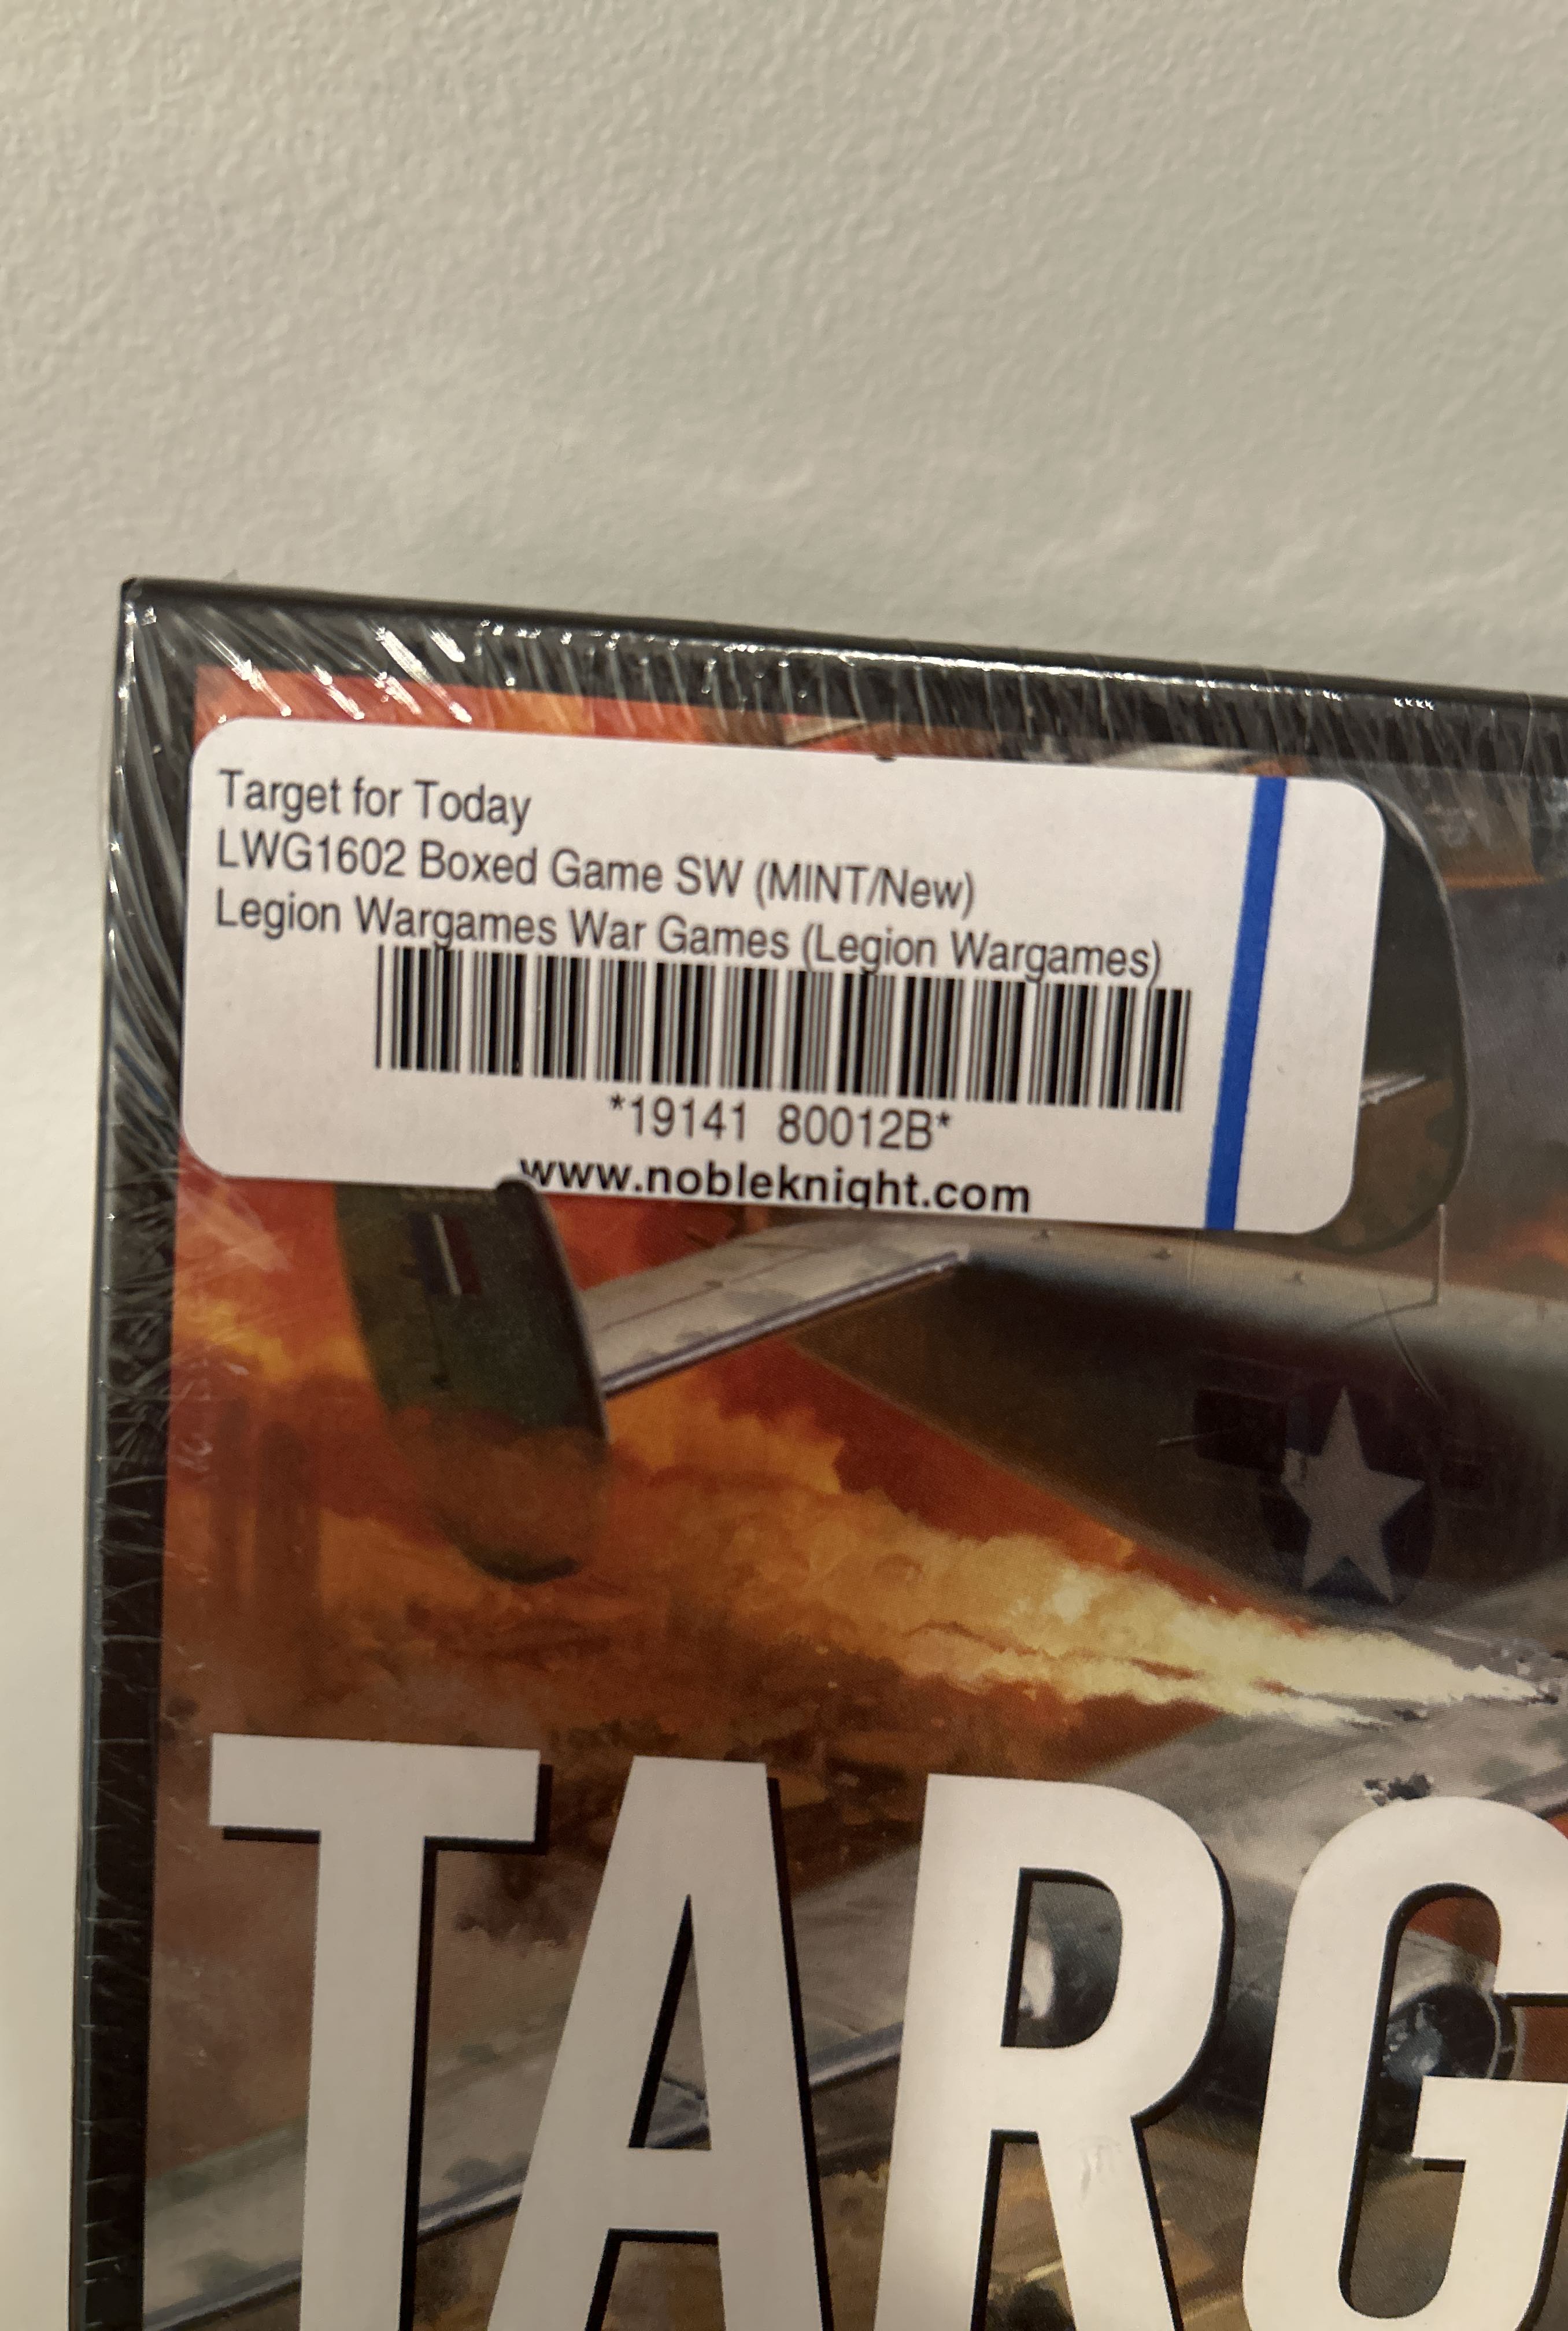 Target for Today
LWG1602 Boxed Game SW (MINT/New)
Legion Wargames War Games (Legion Wargames)
*19141 80012B*
www.nobleknight.com
TARG